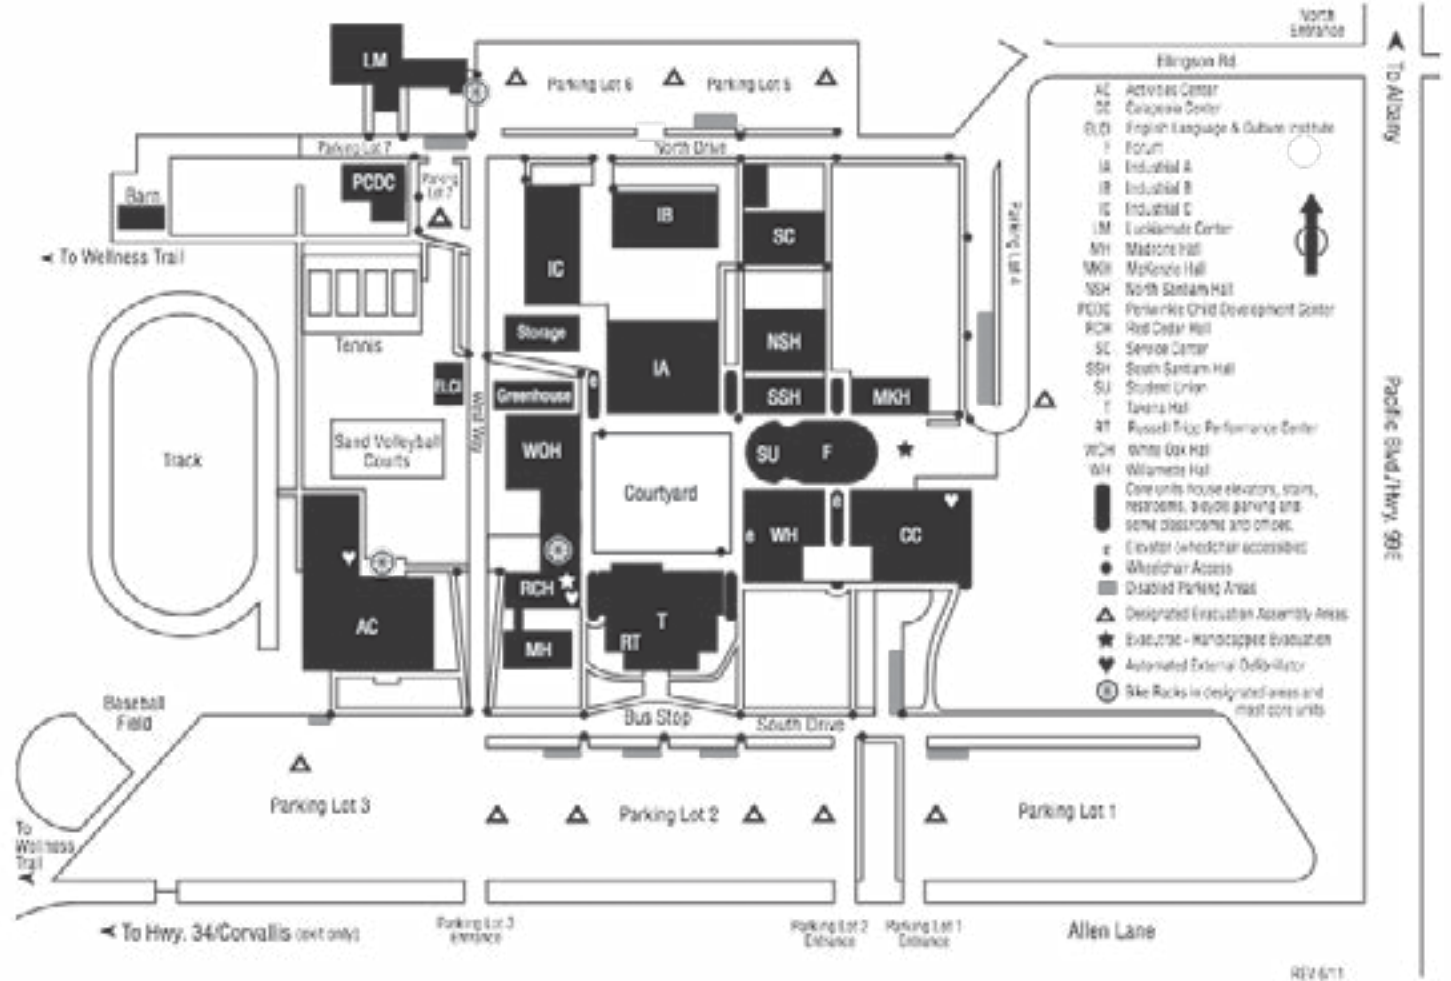 North
Entrance
Ellingson Rd
To Albany
LM
Parking Lot 6
Parking Lot 5
AC Activities Center
CC Calapooia Center
ELCI English Language & Culture Institute
F Forum
IA Industrial A
IB Industrial B
IC Industrial C
LM Luckiamute Center
MH Madrone Hall
MKH McKenzie Hall
NSH North Santiam Hall
PCDC Periwinkle Child Development Center
RCH Red Cedar Hall
SC Service Center
SSH South Santiam Hall
SU Student Union
T Takena Hall
RT Russell Tripp Performance Center
WOH White Oak Hall
WH Willamette Hall
Core units house elevators, stairs,
restrooms, bicycle parking and
some classrooms and offices.
e Elevator (wheelchair accessible)
Wheelchair Access
Disabled Parking Areas
Designated Evacuation Assembly Areas
Executive - Handicapped Evacuation
Automated External Defibrillator
Bike Racks in designated areas and
most core units
Parking Lot 7
North Drive
PCDC
Parking
Lot 7
Barn
To Wellness Trail
IC
IB
SC
Parking Lot 4
Storage
Tennis
NSH
IA
ELCI
Greenhouse
e
SSH
MKH
West Way
Pacific Blvd./Hwy. 99E
Sand Volleyball
Courts
Track
WOH
SU
F
Courtyard
e
WH
e
CC
RCH
AC
MH
T
RT
Baseball
Field
Bus Stop
South Drive
Parking Lot 3
Parking Lot 2
Parking Lot 1
To
Wellness
Trail
To Hwy. 34/Corvallis (exit only)
Parking Lot 3
Entrance
Parking Lot 2
Entrance
Parking Lot 1
Entrance
Allen Lane
REV 6/11